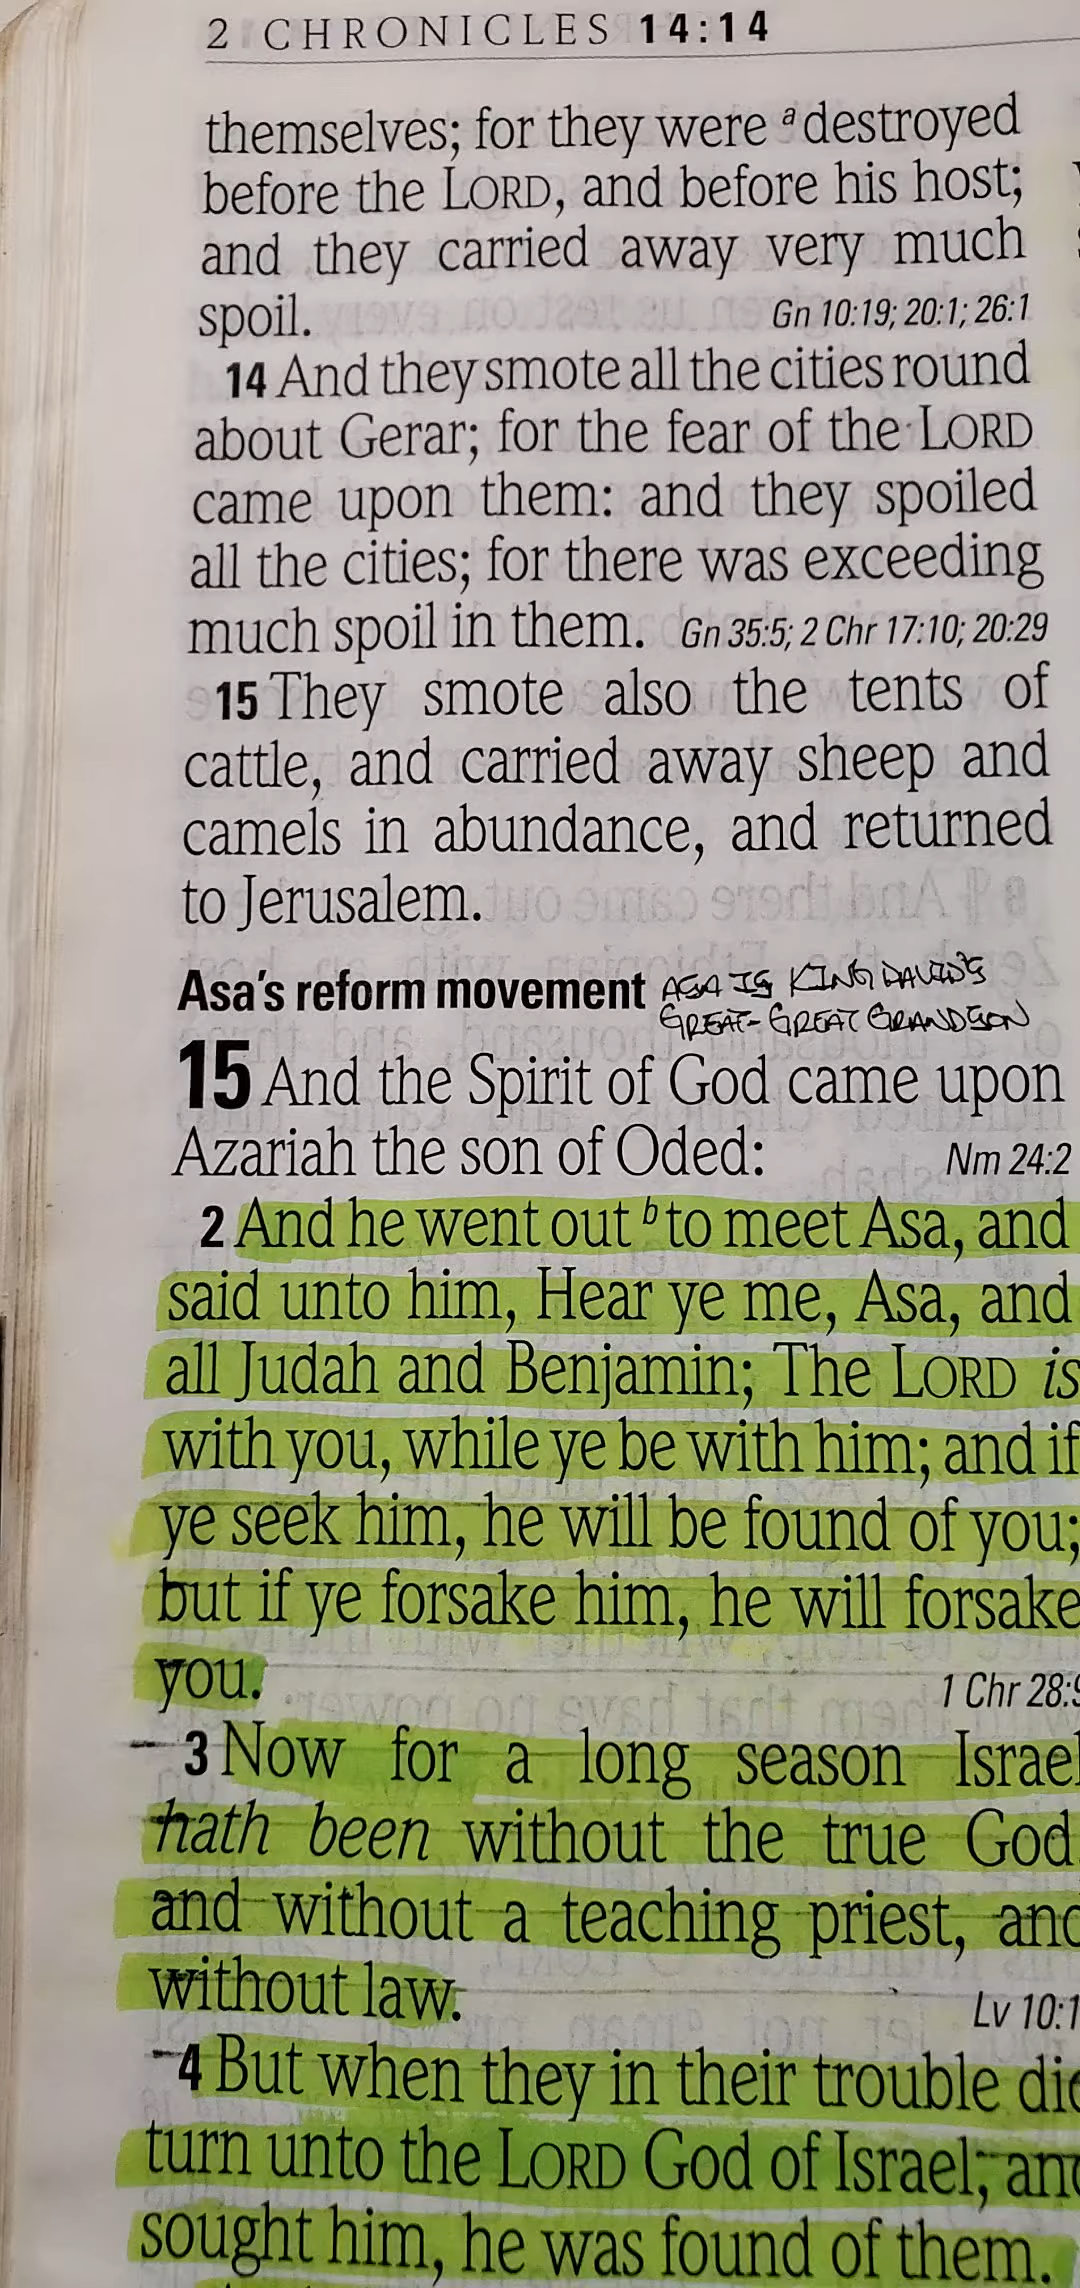 2 CHRONICLES 14:14
themselves; for they were ᵃdestroyed
before the LORD, and before his host;
and they carried away very much
spoil. Gn 10:19; 20:1; 26:1
14 And they smote all the cities round
about Gerar; for the fear of the LORD
came upon them: and they spoiled
all the cities; for there was exceeding
much spoil in them. Gn 35:5; 2 Chr 17:10; 20:29
15 They smote also the tents of
cattle, and carried away sheep and
camels in abundance, and returned
to Jerusalem.
Asa's reform movement ASA IS KING DAVID'S
GREAT-GREAT GRANDSON
15 And the Spirit of God came upon
Azariah the son of Oded: Nm 24:2
2 And he went out ᵇto meet Asa, and
said unto him, Hear ye me, Asa, and
all Judah and Benjamin; The LORD is
with you, while ye be with him; and if
ye seek him, he will be found of you;
but if ye forsake him, he will forsake
you. 1 Chr 28:
3 Now for a long season Israel
hath been without the true God
and without a teaching priest, and
without law. Lv 10:1
4 But when they in their trouble did
turn unto the LORD God of Israel, and
sought him, he was found of them.